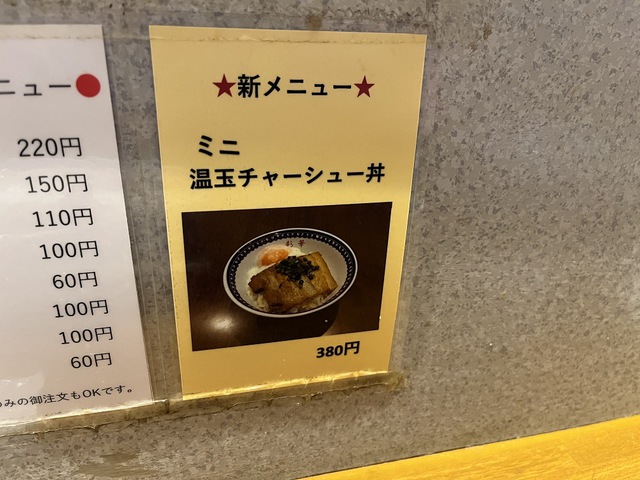 ニュー●
220円
150円
110円
100円
60円
100円
100円
60円
みの御注文もOKです。
★新メニュー★
ミニ
温玉チャーシュー丼
彩華
380円